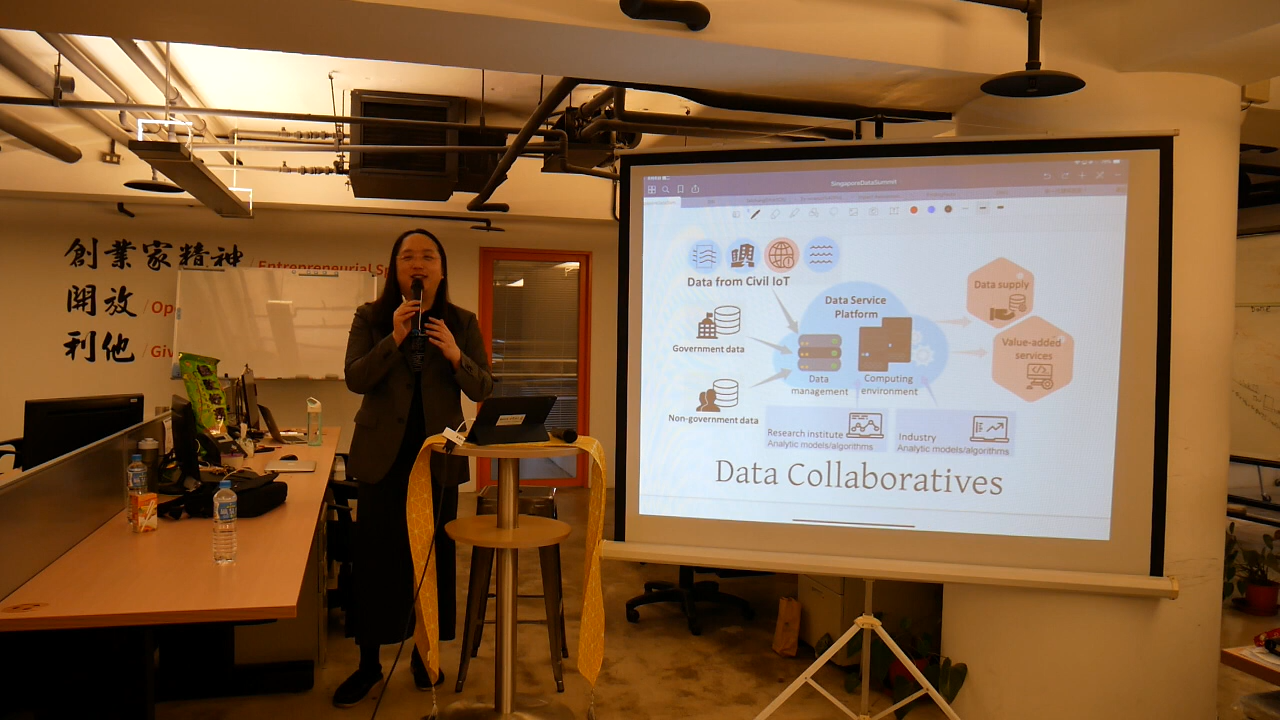 創業家精神 / Entrepreneurial Sp
開放 / Op
利他 / Giv
SingaporeDataSummit
Data from Civil IoT
Data Service
Platform
Data supply
Government data
Value-added
services
Data
management
Computing
environment
Non-government data
Research institute
Analytic models/algorithms
Industry
Analytic models/algorithms
Data Collaboratives